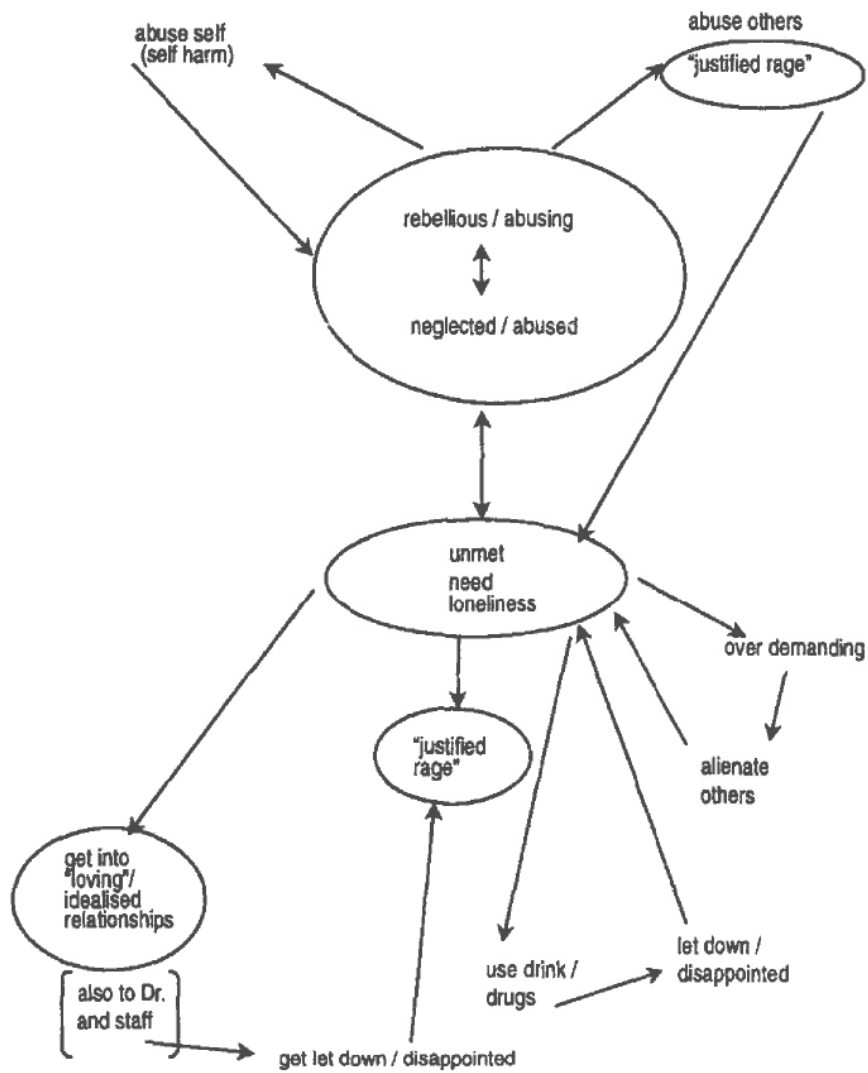 abuse self
(self harm)
abuse others
"justified rage"
rebellious / abusing
neglected / abused
unmet
need
loneliness
over demanding
alienate
others
"justified
rage"
get into
"loving"/
idealised
relationships
also to Dr.
and staff
get let down / disappointed
use drink /
drugs
let down /
disappointed